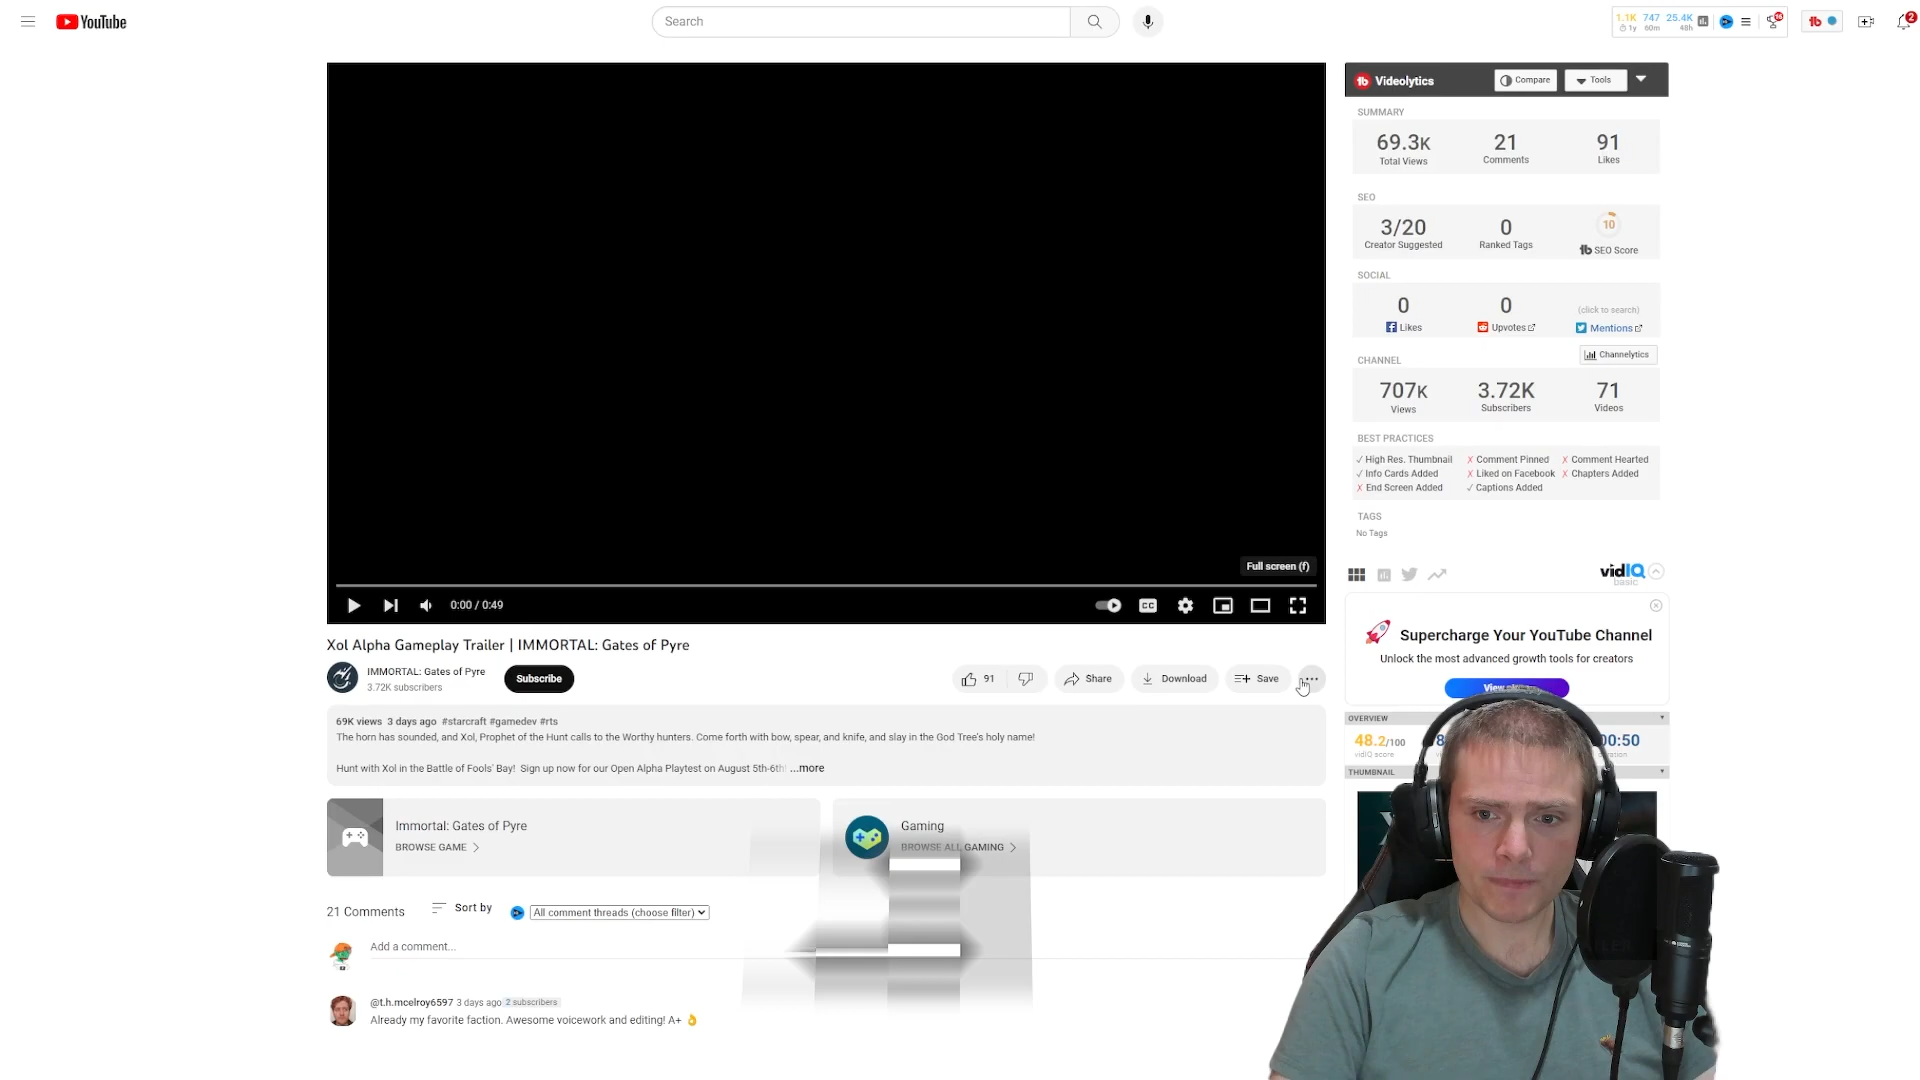 YouTube
Search
1.1K 747 25.4K
1y 60m 48h
2
Videolytics Compare Tools
SUMMARY
69.3K 21 91
Total Views Comments Likes
SEO
3/20 0 10
Creator Suggested Ranked Tags SEO Score
SOCIAL
0 0 (click to search)
Likes Upvotes Mentions
CHANNEL Channelytics
707K 3.72K 71
Views Subscribers Videos
BEST PRACTICES
✓ High Res. Thumbnail ✗ Comment Pinned ✗ Comment Hearted
✓ Info Cards Added ✗ Liked on Facebook ✗ Chapters Added
✗ End Screen Added ✓ Captions Added
TAGS
No Tags
vidIQ
basic
Supercharge Your YouTube Channel
Unlock the most advanced growth tools for creators
OVERVIEW
48.2/100 00:50
vidIQ score
THUMBNAIL
Full screen (f)
0:00 / 0:49
CC
Xol Alpha Gameplay Trailer | IMMORTAL: Gates of Pyre
IMMORTAL: Gates of Pyre
3.72K subscribers
Subscribe
91 Share Download Save
69K views 3 days ago #starcraft #gamedev #rts
The horn has sounded, and Xol, Prophet of the Hunt calls to the Worthy hunters. Come forth with bow, spear, and knife, and slay in the God Tree's holy name!
Hunt with Xol in the Battle of Fools' Bay! Sign up now for our Open Alpha Playtest on August 5th-6th! ...more
Immortal: Gates of Pyre
BROWSE GAME
Gaming
BROWSE ALL GAMING
21 Comments Sort by All comment threads (choose filter)
Add a comment...
@t.h.mcelroy6597 3 days ago 2 subscribers
Already my favorite faction. Awesome voicework and editing! A+ 👌